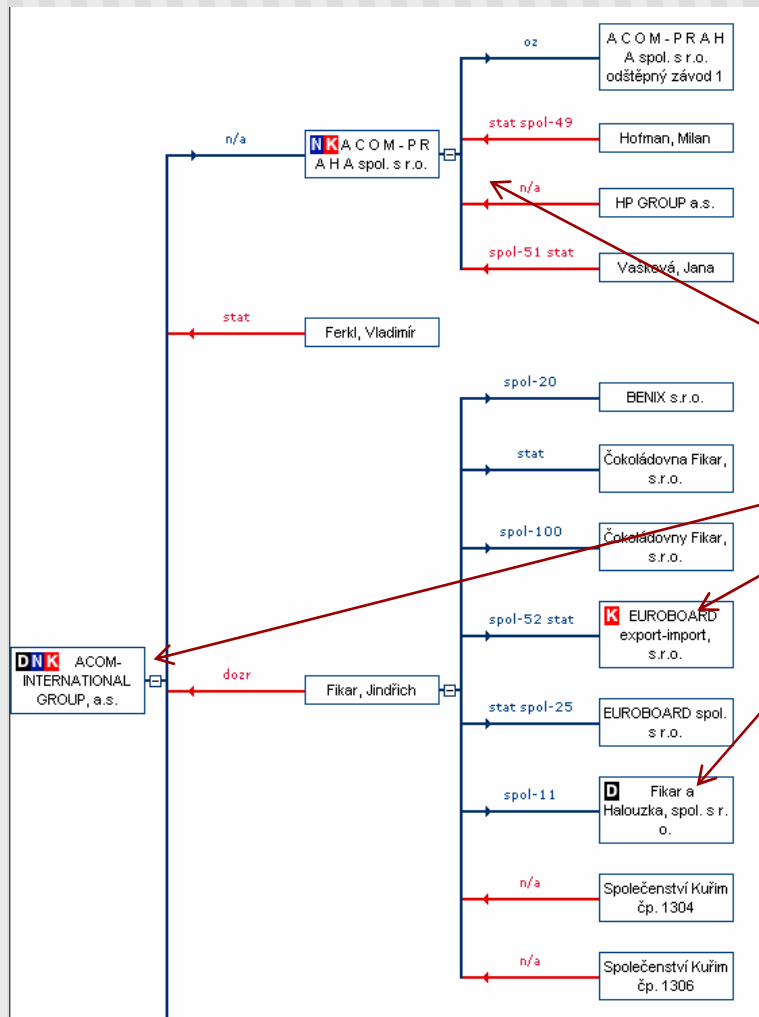 oz
A C O M - P R A H
A spol. s r.o.
odštěpný závod 1
n/a
N K A C O M - P R
A H A spol. s r.o.
stat spol-49
Hofman, Milan
n/a
HP GROUP a.s.
spol-51 stat
Vašková, Jana
stat
Ferkl, Vladimír
spol-20
BENIX s.r.o.
stat
Čokoládovna Fikar,
s.r.o.
spol-100
Čokoládovny Fikar,
s.r.o.
spol-52 stat
K EUROBOARD
export-import,
s.r.o.
D N K ACOM-
INTERNATIONAL
GROUP, a.s.
dozr
Fikar, Jindřich
stat spol-25
EUROBOARD spol.
s r.o.
spol-11
D Fikar a
Halouzka, spol. s r.
o.
n/a
Společenství Kuřim
čp. 1304
n/a
Společenství Kuřim
čp. 1306